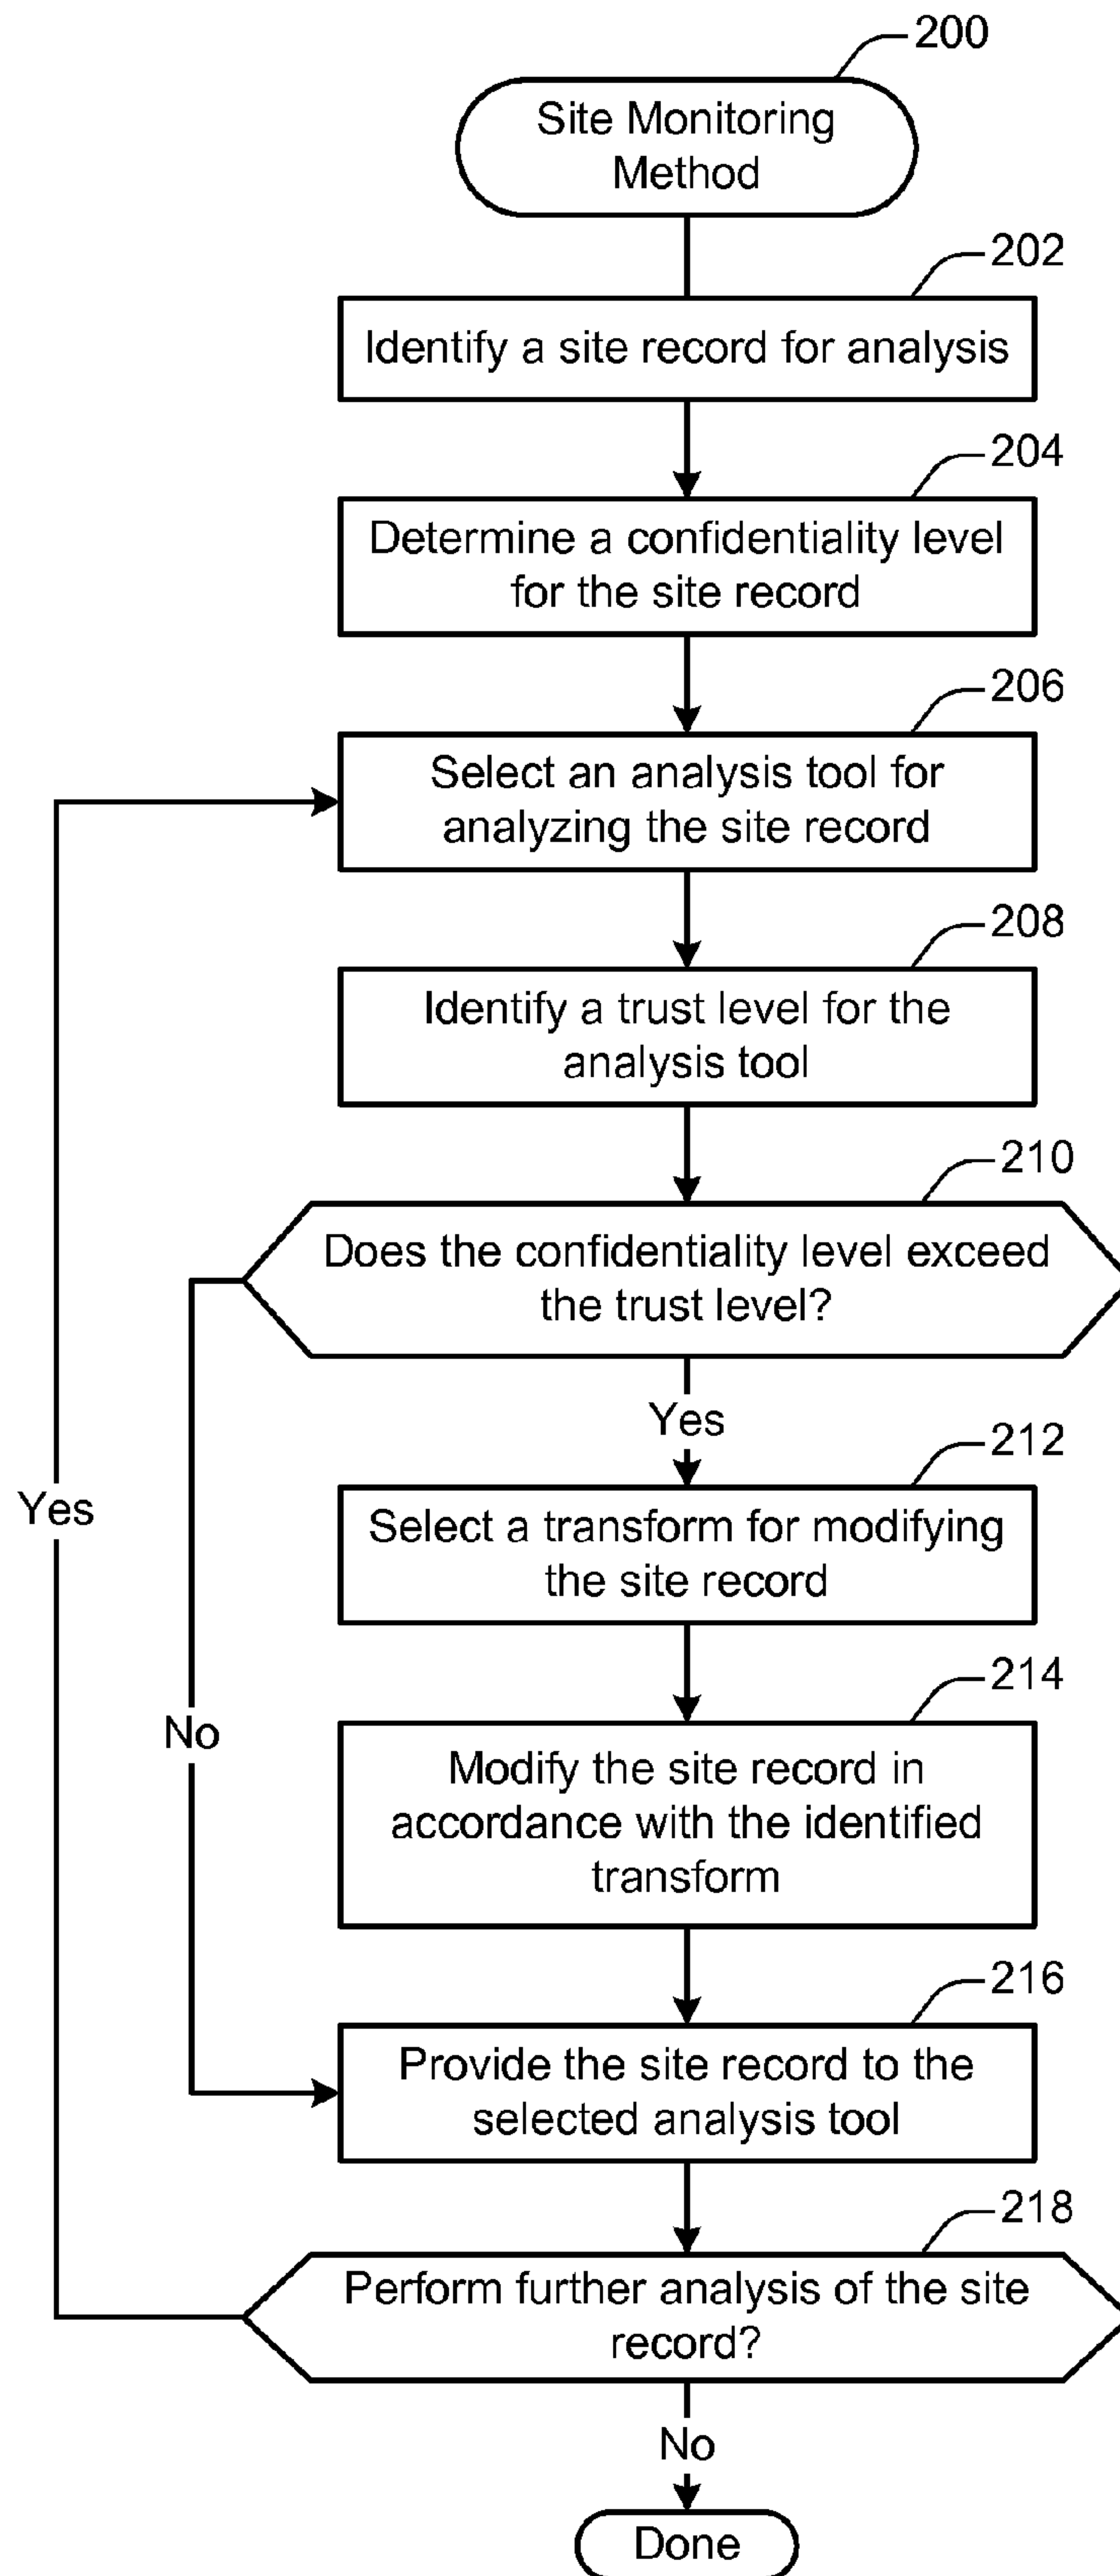 200
Site Monitoring
Method
202
Identify a site record for analysis
204
Determine a confidentiality level
for the site record
206
Select an analysis tool for
analyzing the site record
208
Identify a trust level for the
analysis tool
210
Does the confidentiality level exceed
the trust level?
Yes
212
Select a transform for modifying
the site record
Yes
214
No
Modify the site record in
accordance with the identified
transform
216
Provide the site record to the
selected analysis tool
218
Perform further analysis of the site
record?
No
Done